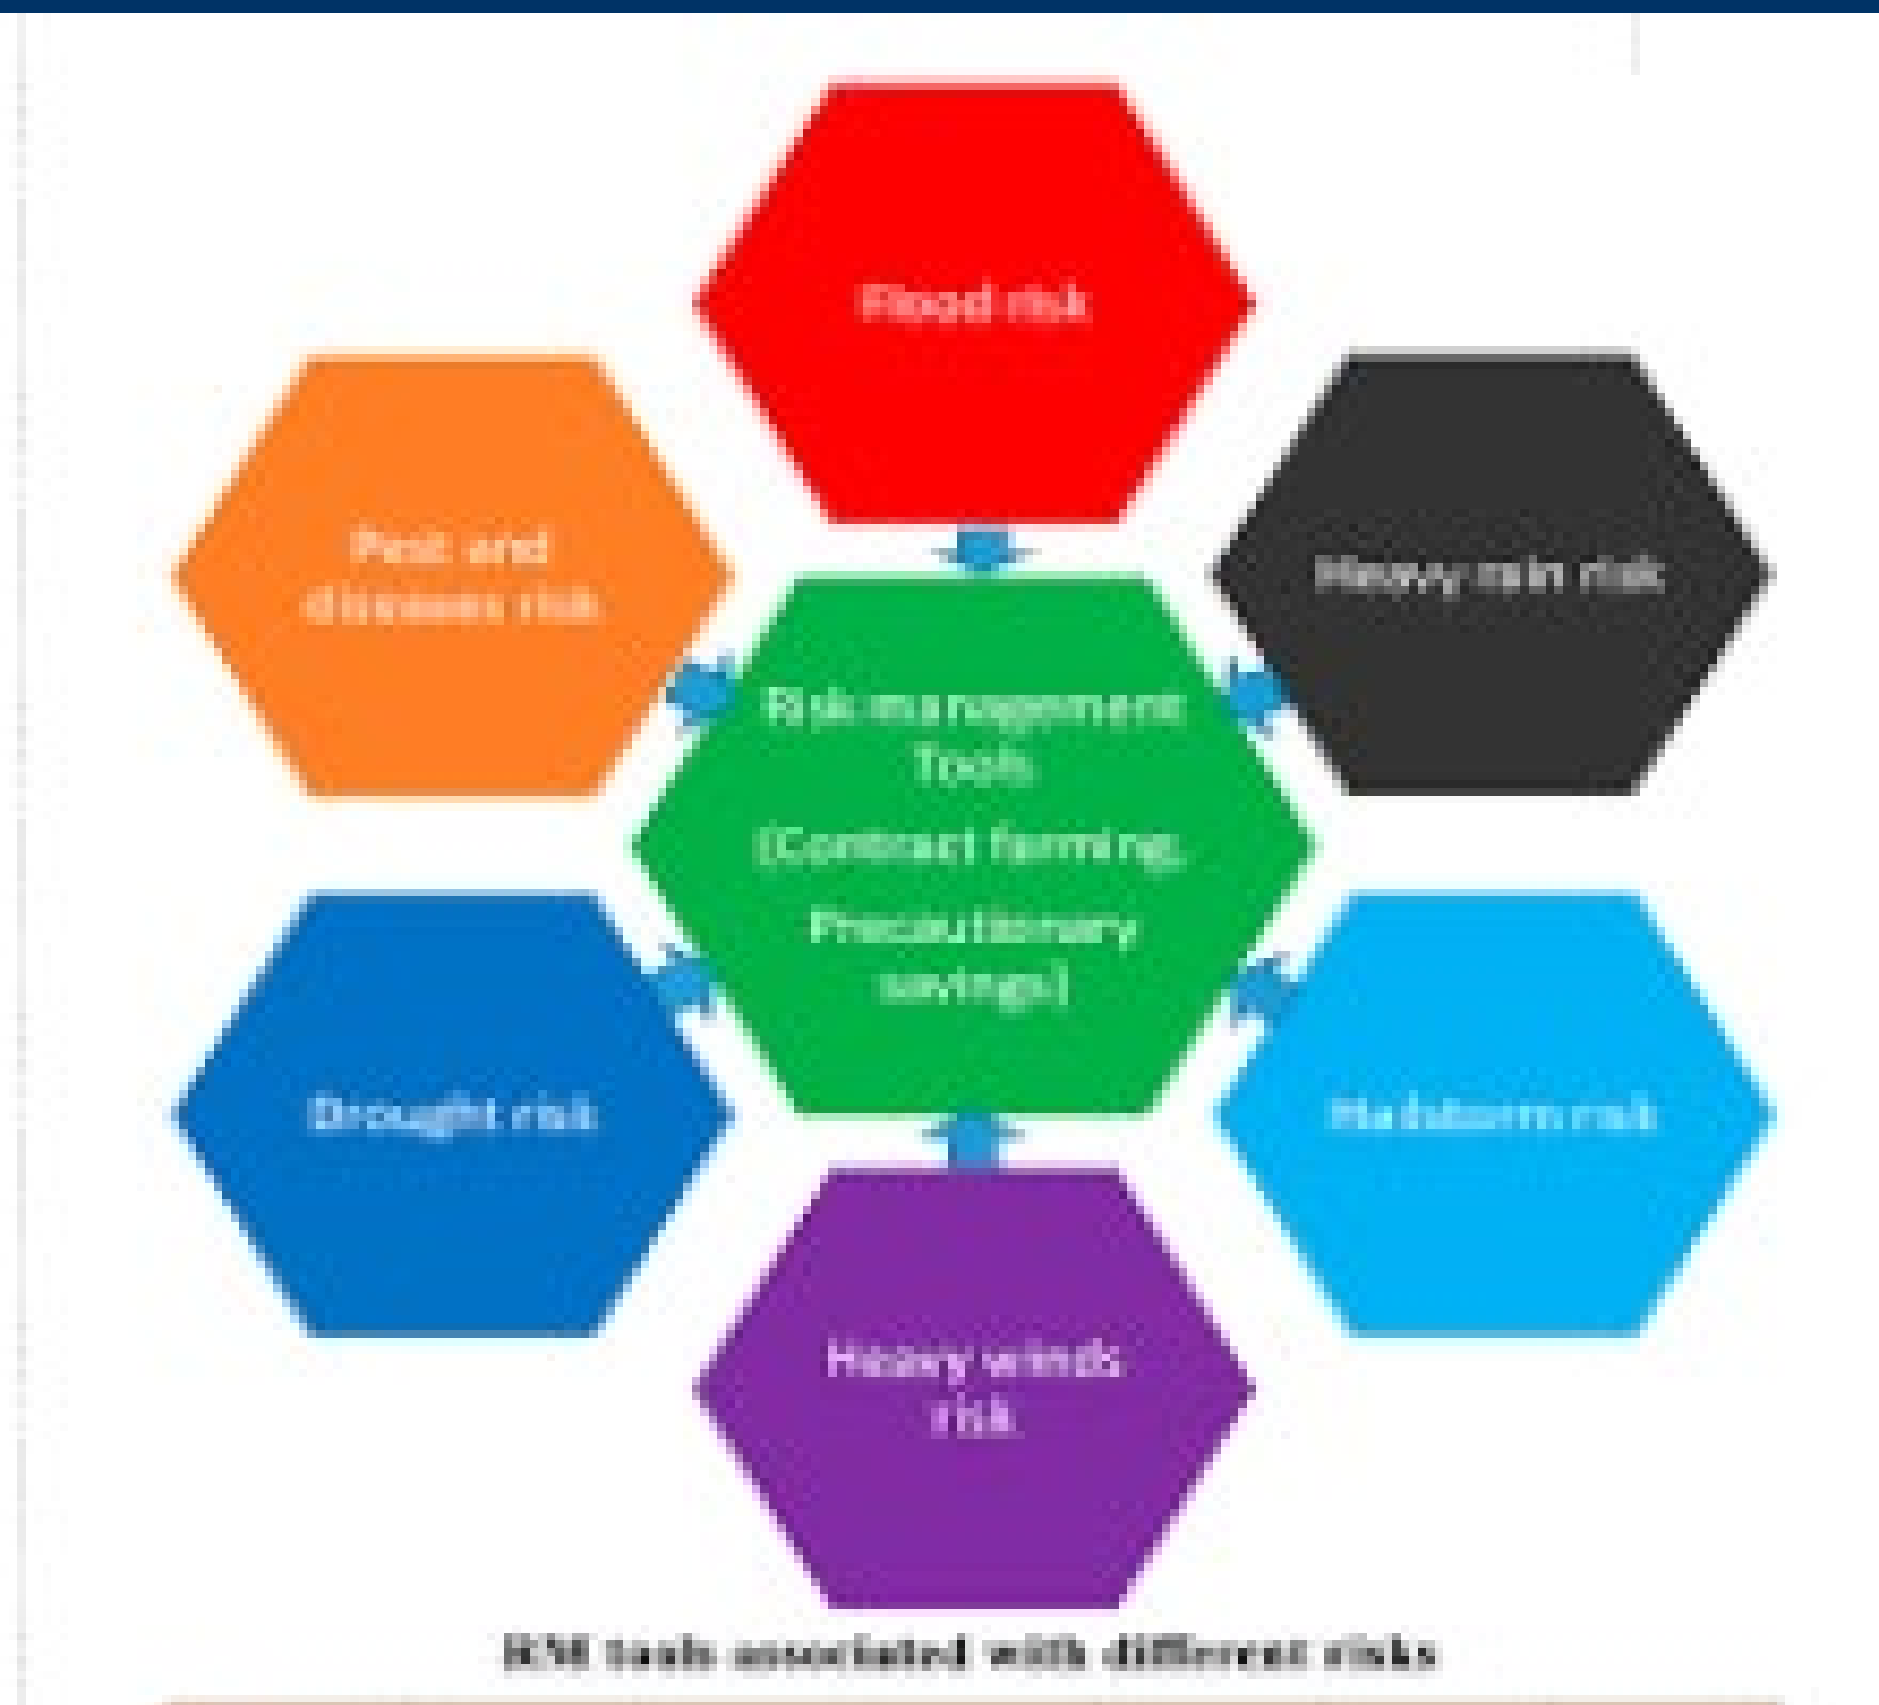 Flood risk
Pest and
diseases risk
Heavy rain risk
Risk management
Tools
(Contract farming,
Precautionary
savings)
Drought risk
Hailstorm risk
Heavy winds
risk
RM tools associated with different risks